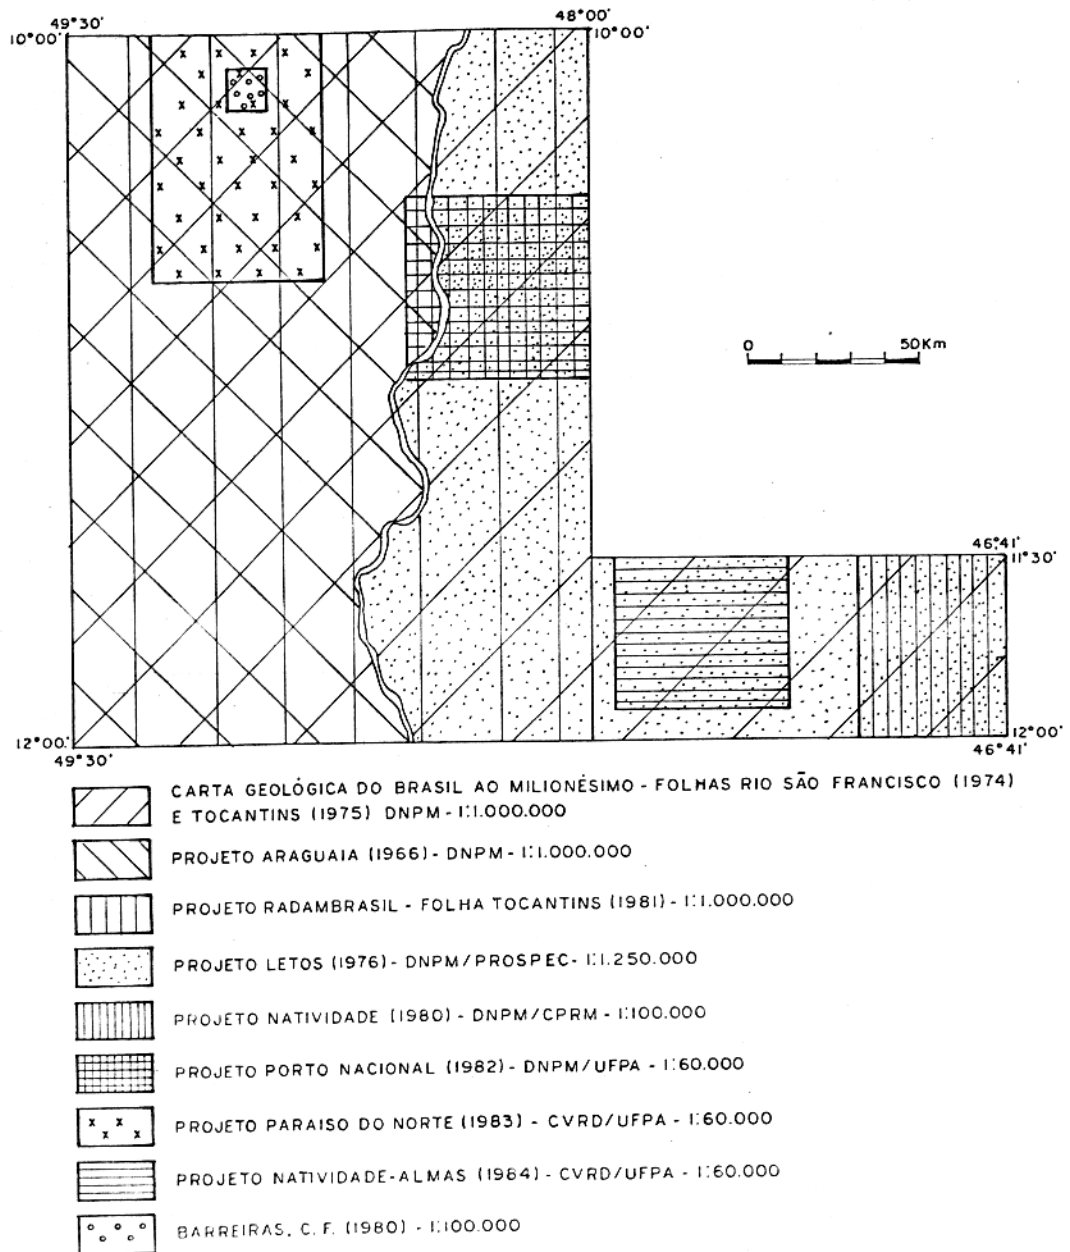 49°30'
48°00'
10°00'
10°00'
0
50Km
46°41'
11°30'
12°00'
12°00'
49°30'
46°41'
CARTA GEOLÓGICA DO BRASIL AO MILIONÉSIMO - FOLHAS RIO SÃO FRANCISCO (1974)
E TOCANTINS (1975) DNPM - 1:1.000.000
PROJETO ARAGUAIA (1966) - DNPM - 1:1.000.000
PROJETO RADAMBRASIL - FOLHA TOCANTINS (1981) - 1:1.000.000
PROJETO LETOS (1976) - DNPM/PROSPEC - 1:1.250.000
PROJETO NATIVIDADE (1980) - DNPM/CPRM - 1:100.000
PROJETO PORTO NACIONAL (1982) - DNPM/UFPA - 1:60.000
PROJETO PARAISO DO NORTE (1983) - CVRD/UFPA - 1:60.000
PROJETO NATIVIDADE-ALMAS (1984) - CVRD/UFPA - 1:60.000
BARREIRAS, C. F. (1980) - 1:100.000